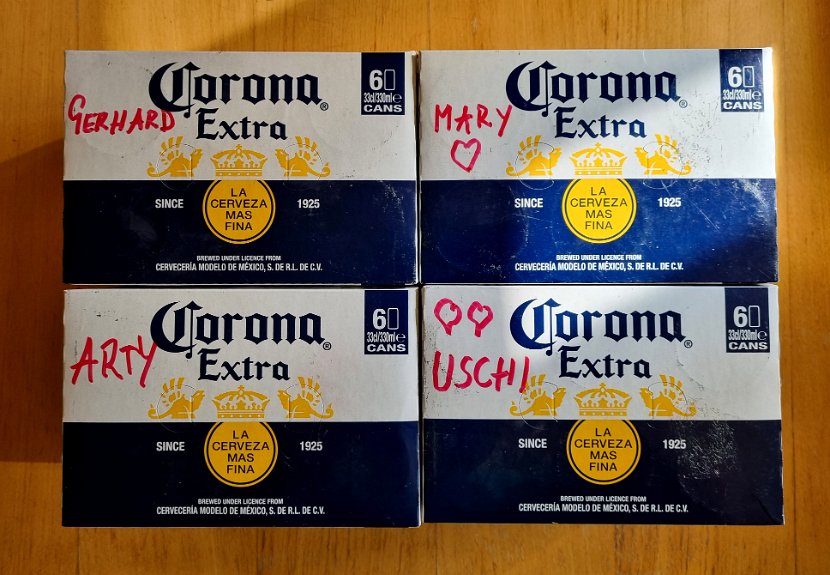 GERHARD
Corona®
Extra
6
33cl/330ml℮
CANS
SINCE
LA
CERVEZA
MAS
FINA
1925
BREWED UNDER LICENCE FROM
CERVECERÍA MODELO DE MÉXICO, S. DE R.L. DE C.V.
MARY
Corona®
Extra
6
33cl/330ml℮
CANS
SINCE
LA
CERVEZA
MAS
FINA
1925
BREWED UNDER LICENCE FROM
CERVECERÍA MODELO DE MÉXICO, S. DE R.L. DE C.V.
ARTY
Corona®
Extra
6
33cl/330ml℮
CANS
SINCE
LA
CERVEZA
MAS
FINA
1925
BREWED UNDER LICENCE FROM
CERVECERÍA MODELO DE MÉXICO, S. DE R.L. DE C.V.
USCHI
Corona®
Extra
6
33cl/330ml℮
CANS
SINCE
LA
CERVEZA
MAS
FINA
1925
BREWED UNDER LICENCE FROM
CERVECERÍA MODELO DE MÉXICO, S. DE R.L. DE C.V.